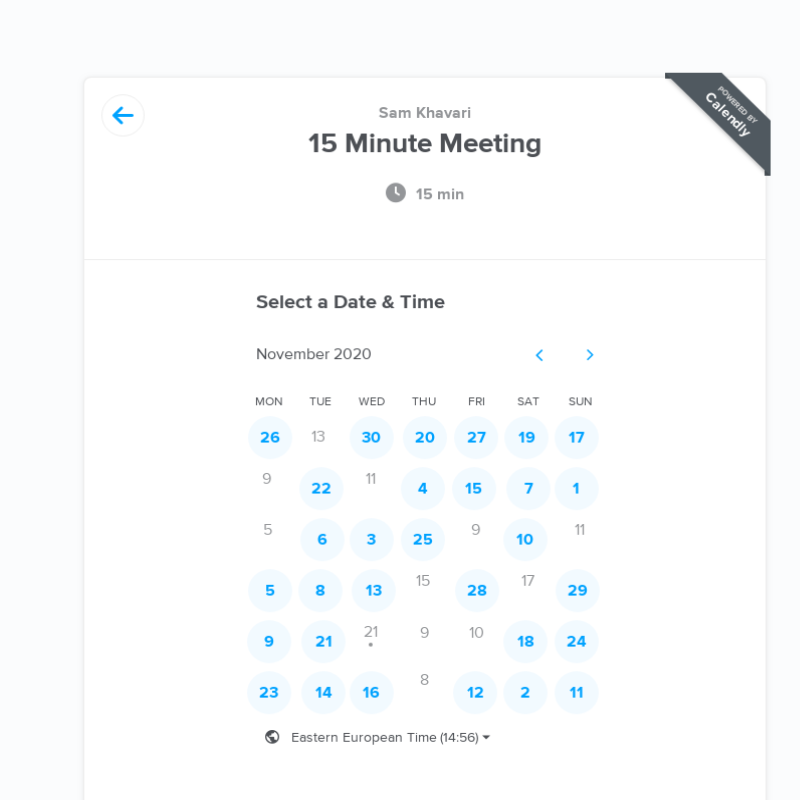 POWERED BY
Calendly
Sam Khavari
15 Minute Meeting
15 min
Select a Date & Time
November 2020
MON TUE WED THU FRI SAT SUN
26 13 30 20 27 19 17
9 22 11 4 15 7 1
5 6 3 25 9 10 11
5 8 13 15 28 17 29
9 21 21 9 10 18 24
23 14 16 8 12 2 11
Eastern European Time (14:56)